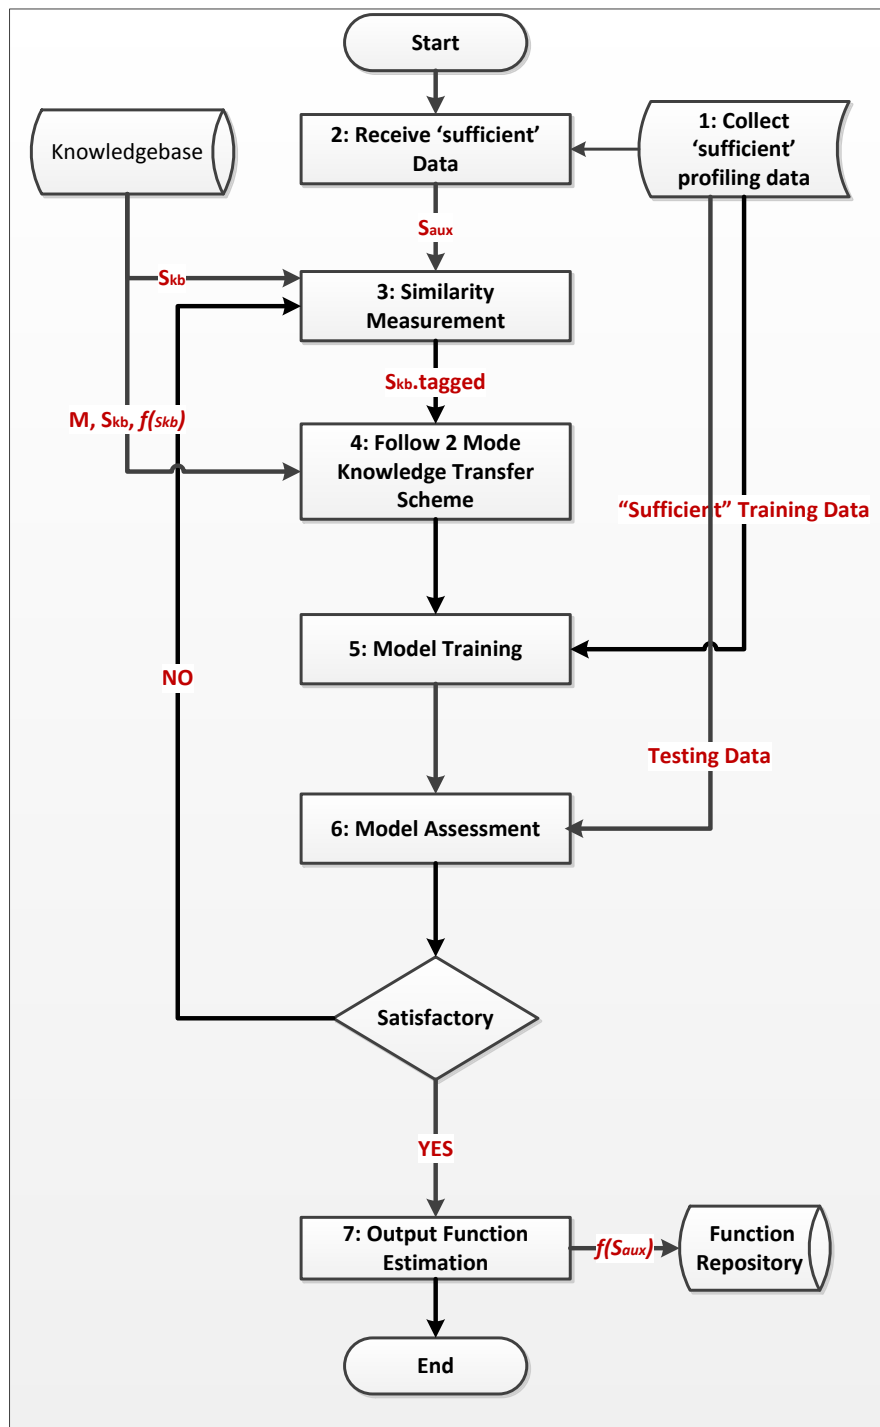 Start
Knowledgebase
2: Receive ‘sufficient’
Data
1: Collect
‘sufficient’
profiling data
Saux
Skb
3: Similarity
Measurement
Skb.tagged
M, Skb, f(Skb)
4: Follow 2 Mode
Knowledge Transfer
Scheme
“Sufficient” Training Data
5: Model Training
NO
Testing Data
6: Model Assessment
Satisfactory
YES
7: Output Function
Estimation
f(Saux)
Function
Repository
End